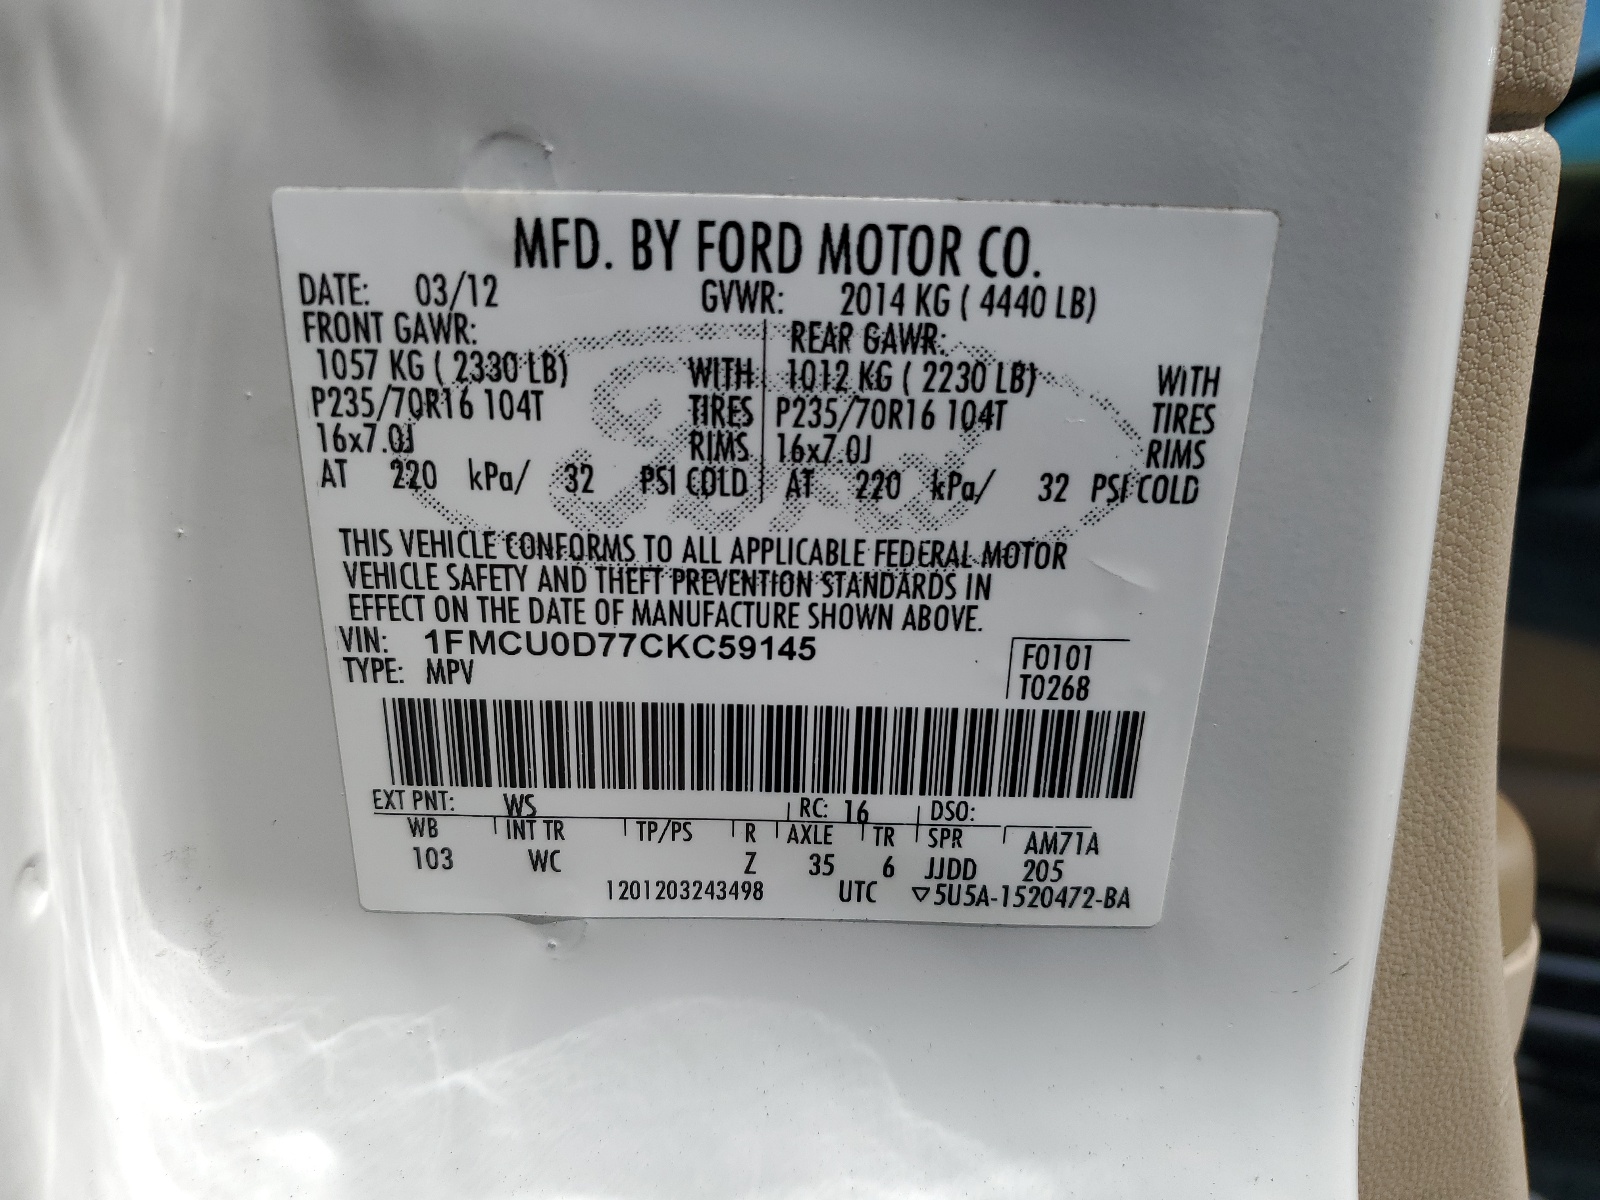 MFD. BY FORD MOTOR CO.
DATE: 03/12 GVWR: 2014 KG ( 4440 LB)
FRONT GAWR: REAR GAWR:
1057 KG ( 2330 LB) WITH 1012 KG ( 2230 LB) WITH
P235/70R16 104T TIRES P235/70R16 104T TIRES
16x7.0J RIMS 16x7.0J RIMS
AT 220 kPa/ 32 PSI COLD AT 220 kPa/ 32 PSI COLD
Ford
THIS VEHICLE CONFORMS TO ALL APPLICABLE FEDERAL MOTOR
VEHICLE SAFETY AND THEFT PREVENTION STANDARDS IN
EFFECT ON THE DATE OF MANUFACTURE SHOWN ABOVE.
VIN: 1FMCU0D77CKC59145
TYPE: MPV
F0101
T0268
EXT PNT: WS RC: 16 DSO:
WB INT TR TP/PS R AXLE TR SPR AM71A
103 WC Z 35 6 JJDD 205
1201203243498 UTC ▽5U5A-1520472-BA